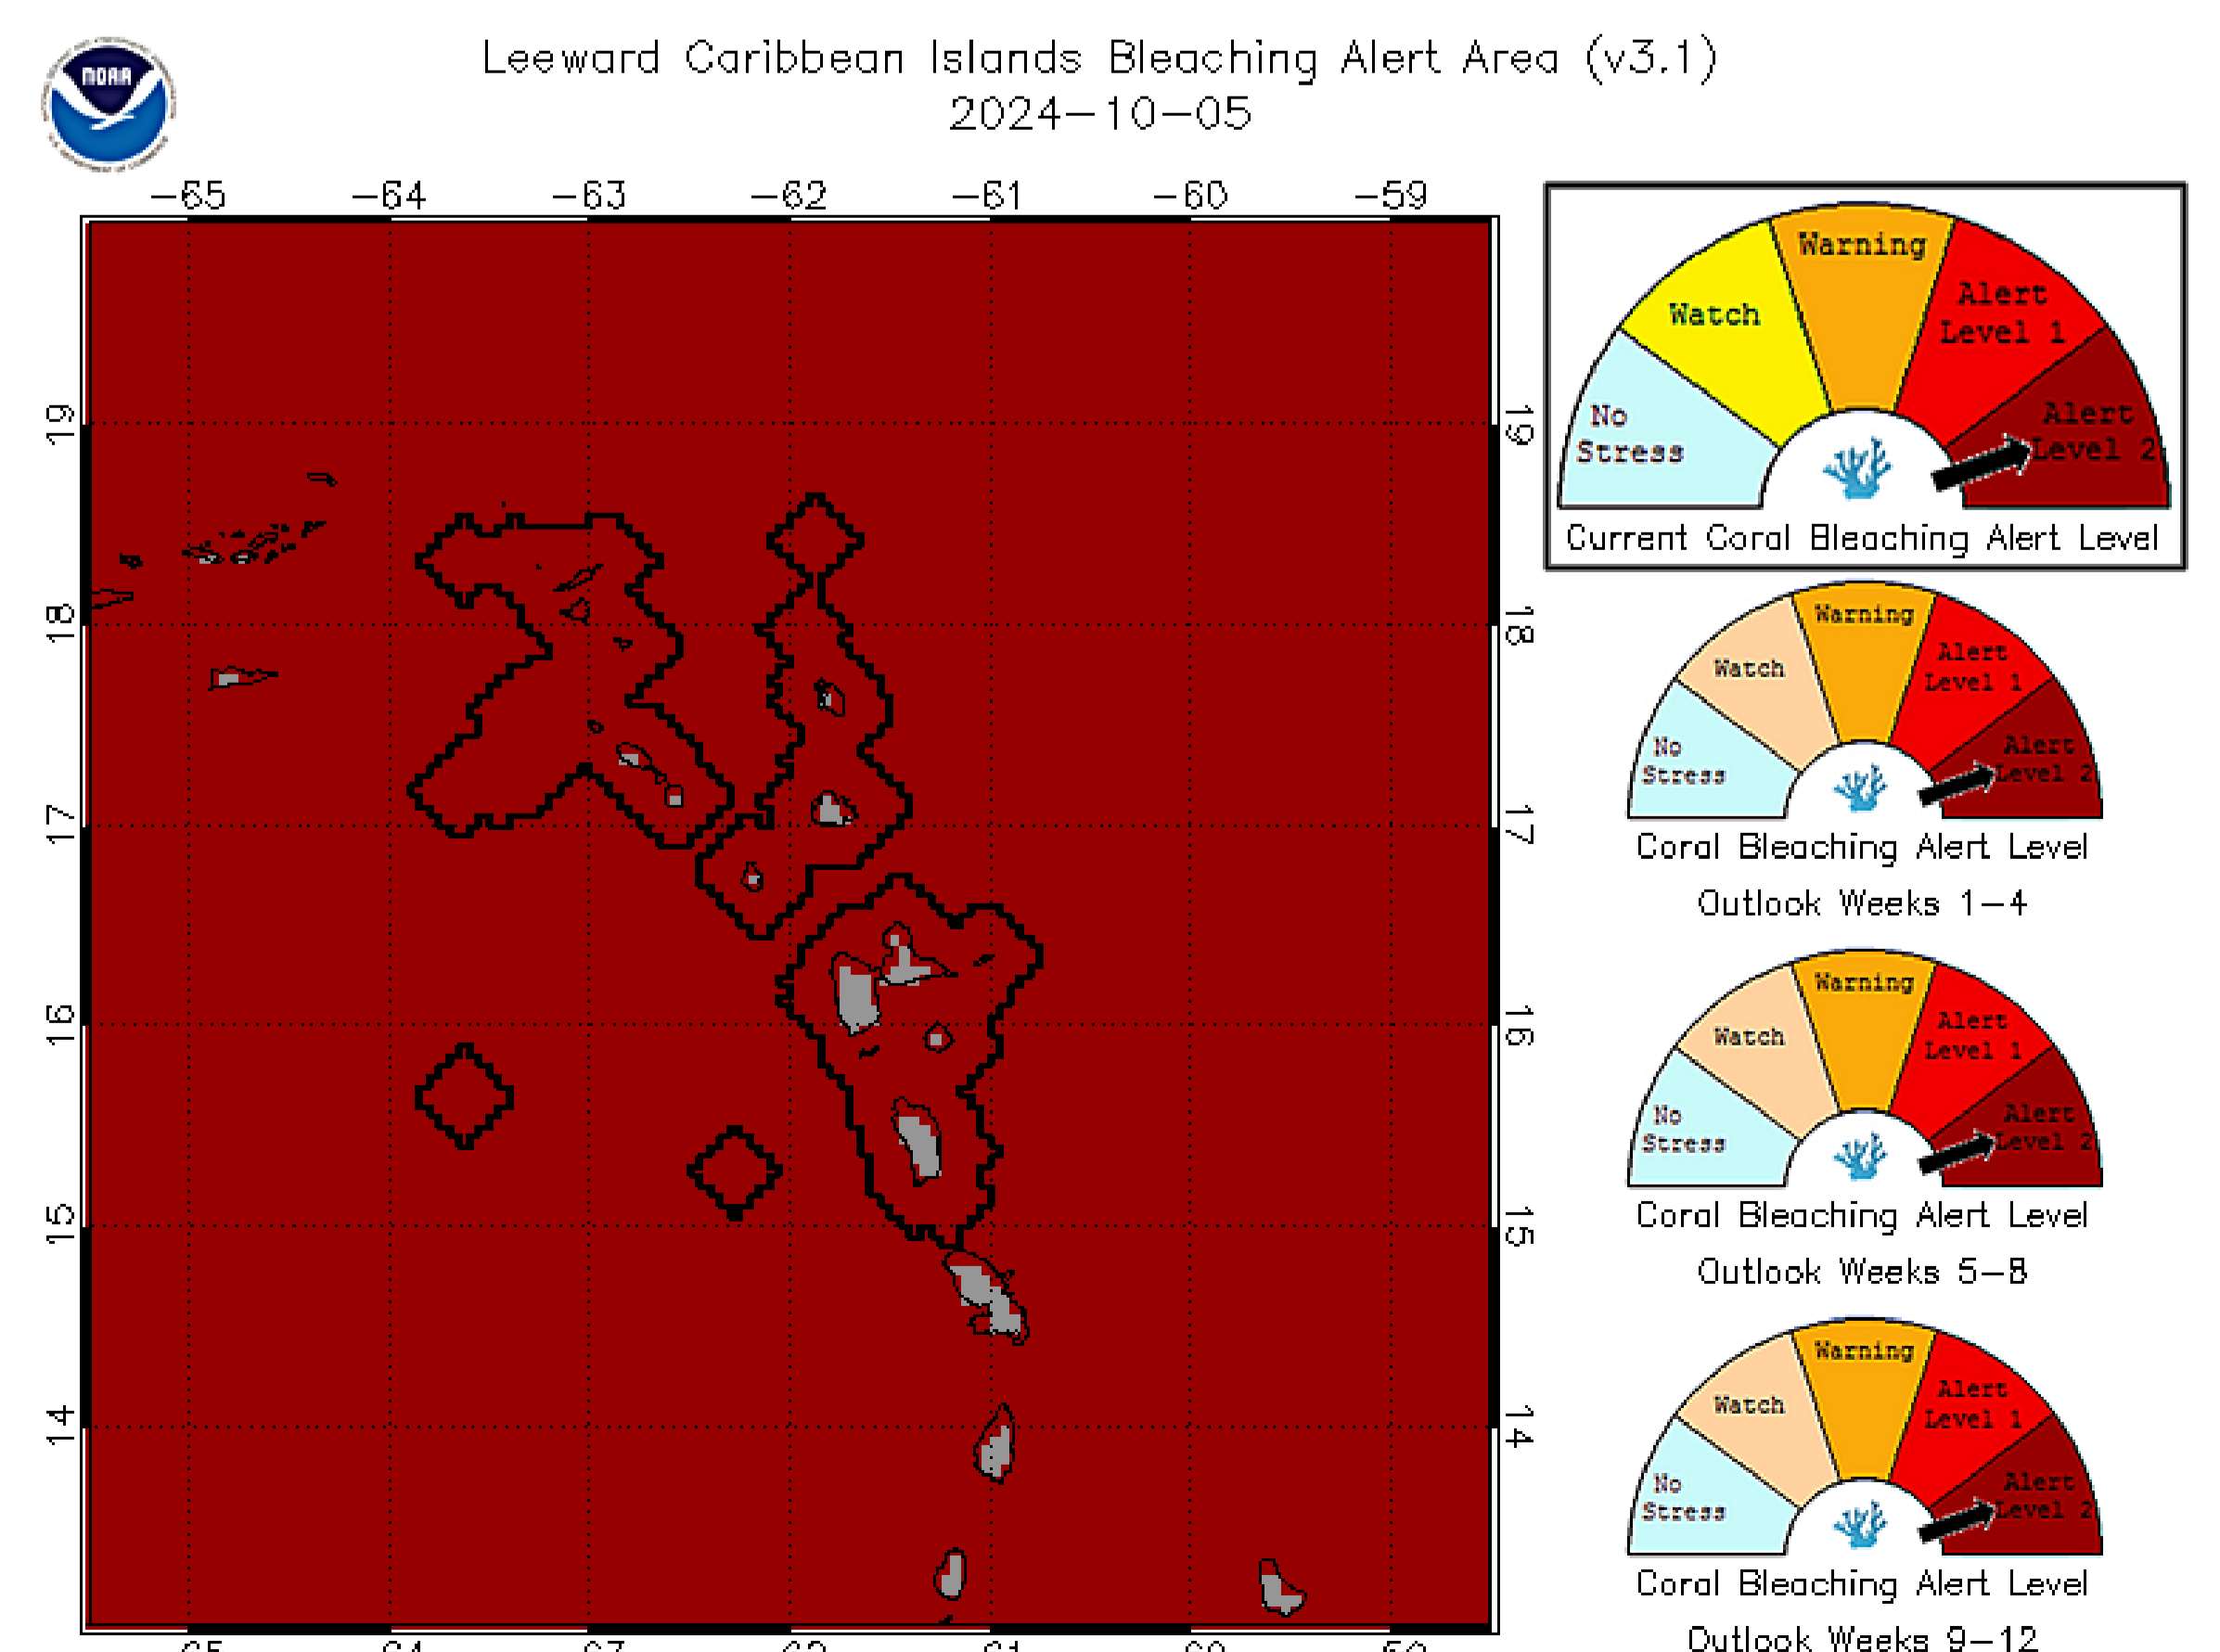 Leeward Caribbean Islands Bleaching Alert Area (v3.1)
2024-10-05
NOAA
-65 -64 -63 -62 -61 -60 -59
19 19
18 18
17 17
16 16
15 15
14 14
No Stress
Watch
Warning
Alert Level 1
Alert Level 2
Current Coral Bleaching Alert Level
No Stress
Watch
Warning
Alert Level 1
Alert Level 2
Coral Bleaching Alert Level
Outlook Weeks 1-4
No Stress
Watch
Warning
Alert Level 1
Alert Level 2
Coral Bleaching Alert Level
Outlook Weeks 5-8
No Stress
Watch
Warning
Alert Level 1
Alert Level 2
Coral Bleaching Alert Level
Outlook Weeks 9-12